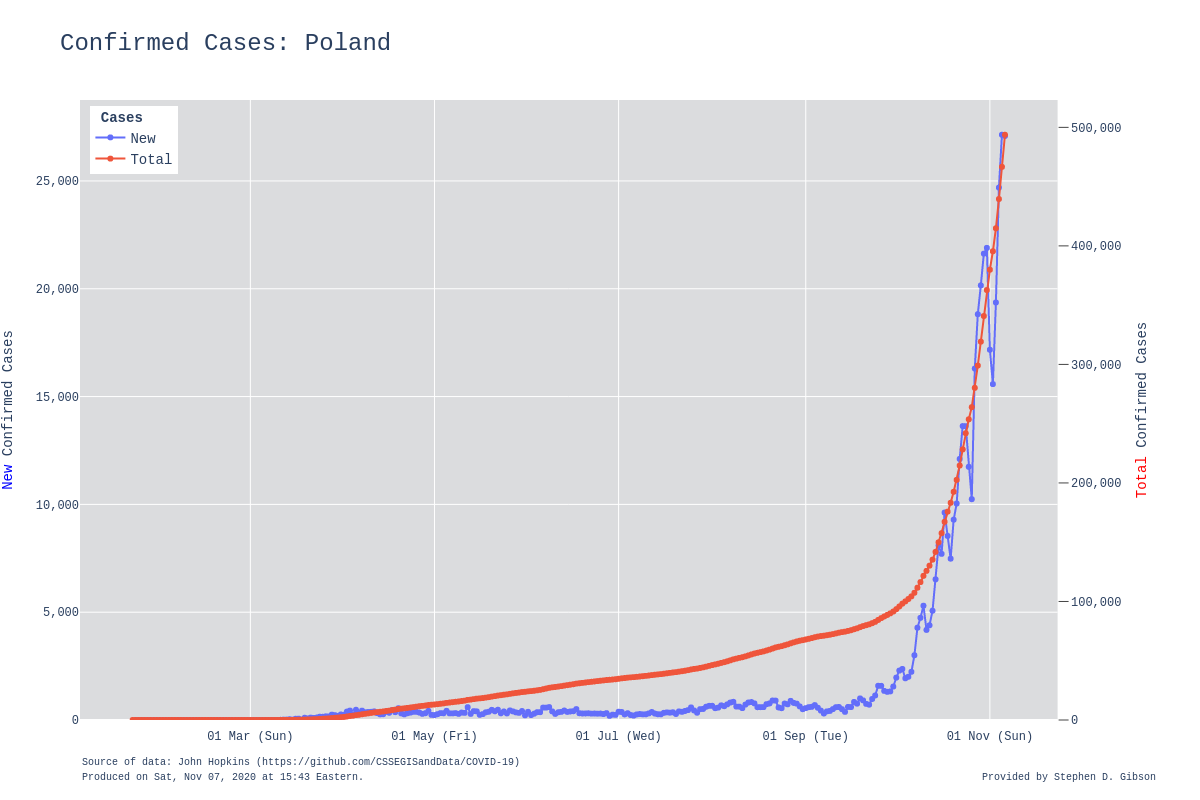 Confirmed Cases: Poland
Cases
New
Total
25,000
20,000
15,000
10,000
5,000
0
500,000
400,000
300,000
200,000
100,000
0
New Confirmed Cases
Total Confirmed Cases
01 Mar (Sun)
01 May (Fri)
01 Jul (Wed)
01 Sep (Tue)
01 Nov (Sun)
Source of data: John Hopkins (https://github.com/CSSEGISandData/COVID-19)
Produced on Sat, Nov 07, 2020 at 15:43 Eastern.
Provided by Stephen D. Gibson